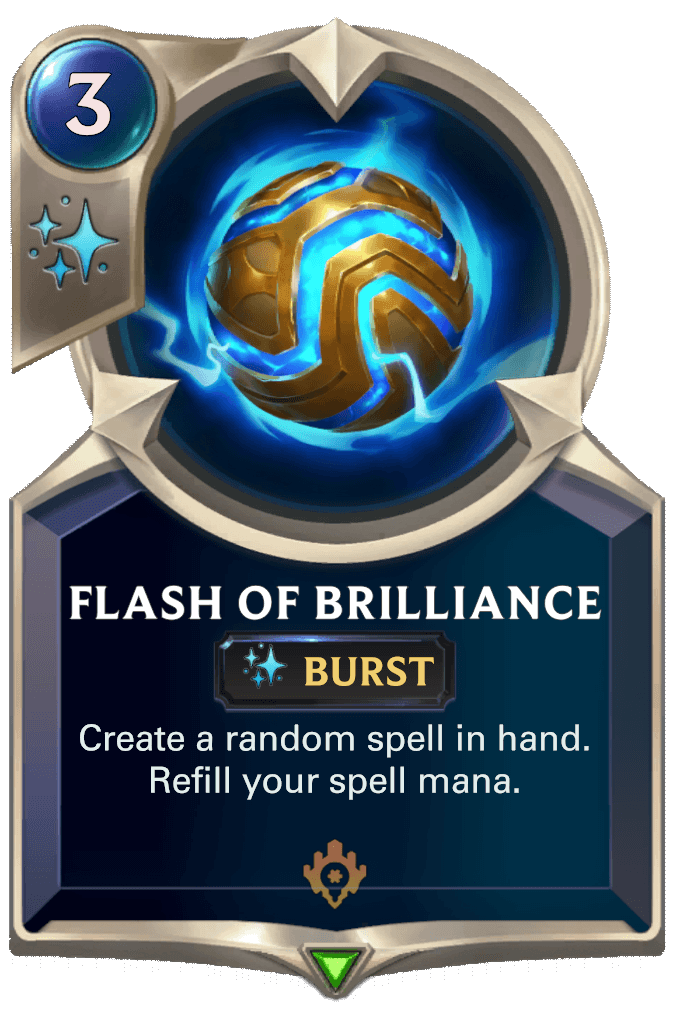 3
FLASH OF BRILLIANCE
BURST
Create a random spell in hand.
Refill your spell mana.